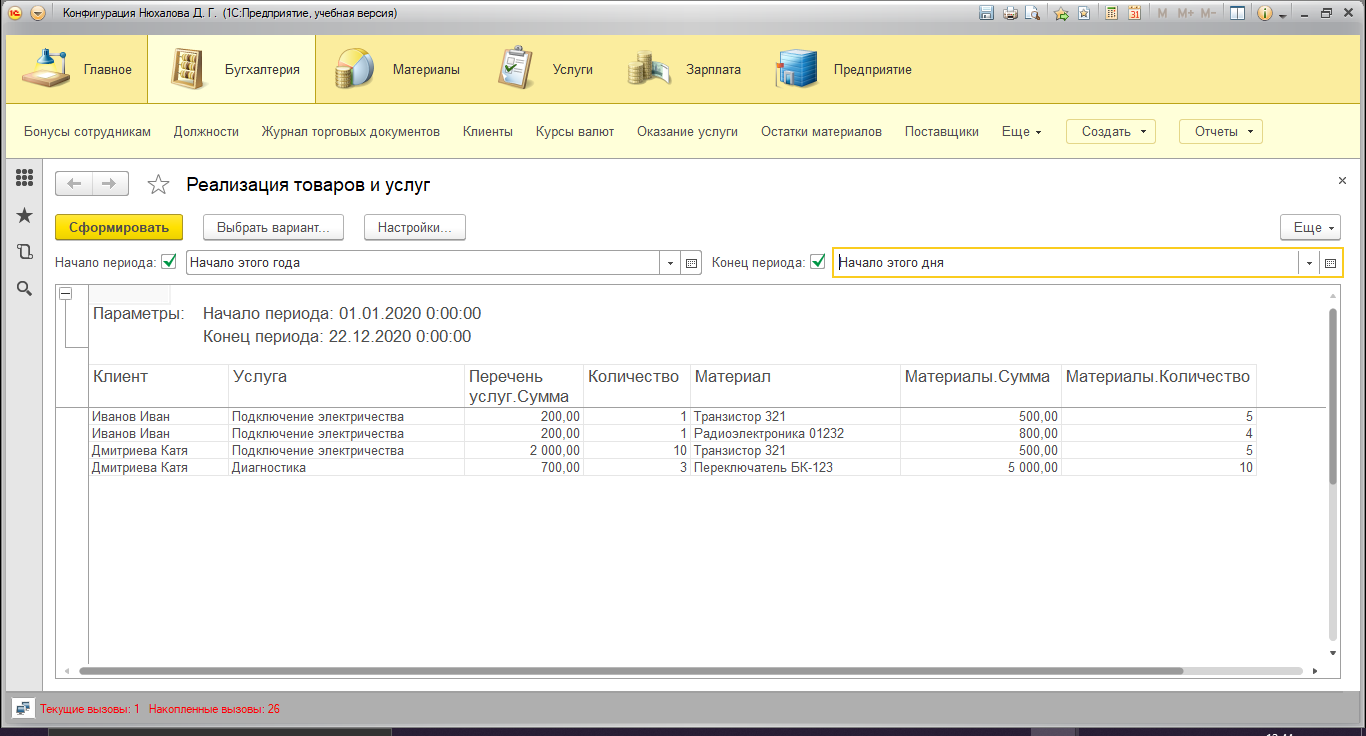 Конфигурация Нюхалова Д. Г. (1С:Предприятие, учебная версия)
M M+ M-
Главное Бухгалтерия Материалы Услуги Зарплата Предприятие
Бонусы сотрудникам Должности Журнал торговых документов Клиенты Курсы валют Оказание услуги Остатки материалов Поставщики Еще Создать Отчеты
Реализация товаров и услуг
Сформировать Выбрать вариант... Настройки... Еще
Начало периода: Начало этого года Конец периода: Начало этого дня
Параметры: Начало периода: 01.01.2020 0:00:00
Конец периода: 22.12.2020 0:00:00
Клиент Услуга Перечень Количество Материал Материалы.Сумма Материалы.Количество
услуг.Сумма
Иванов Иван Подключение электричества 200,00 1 Транзистор 321 500,00 5
Иванов Иван Подключение электричества 200,00 1 Радиоэлектроника 01232 800,00 4
Дмитриева Катя Подключение электричества 2 000,00 10 Транзистор 321 500,00 5
Дмитриева Катя Диагностика 700,00 3 Переключатель БК-123 5 000,00 10
Текущие вызовы: 1 Накопленные вызовы: 26